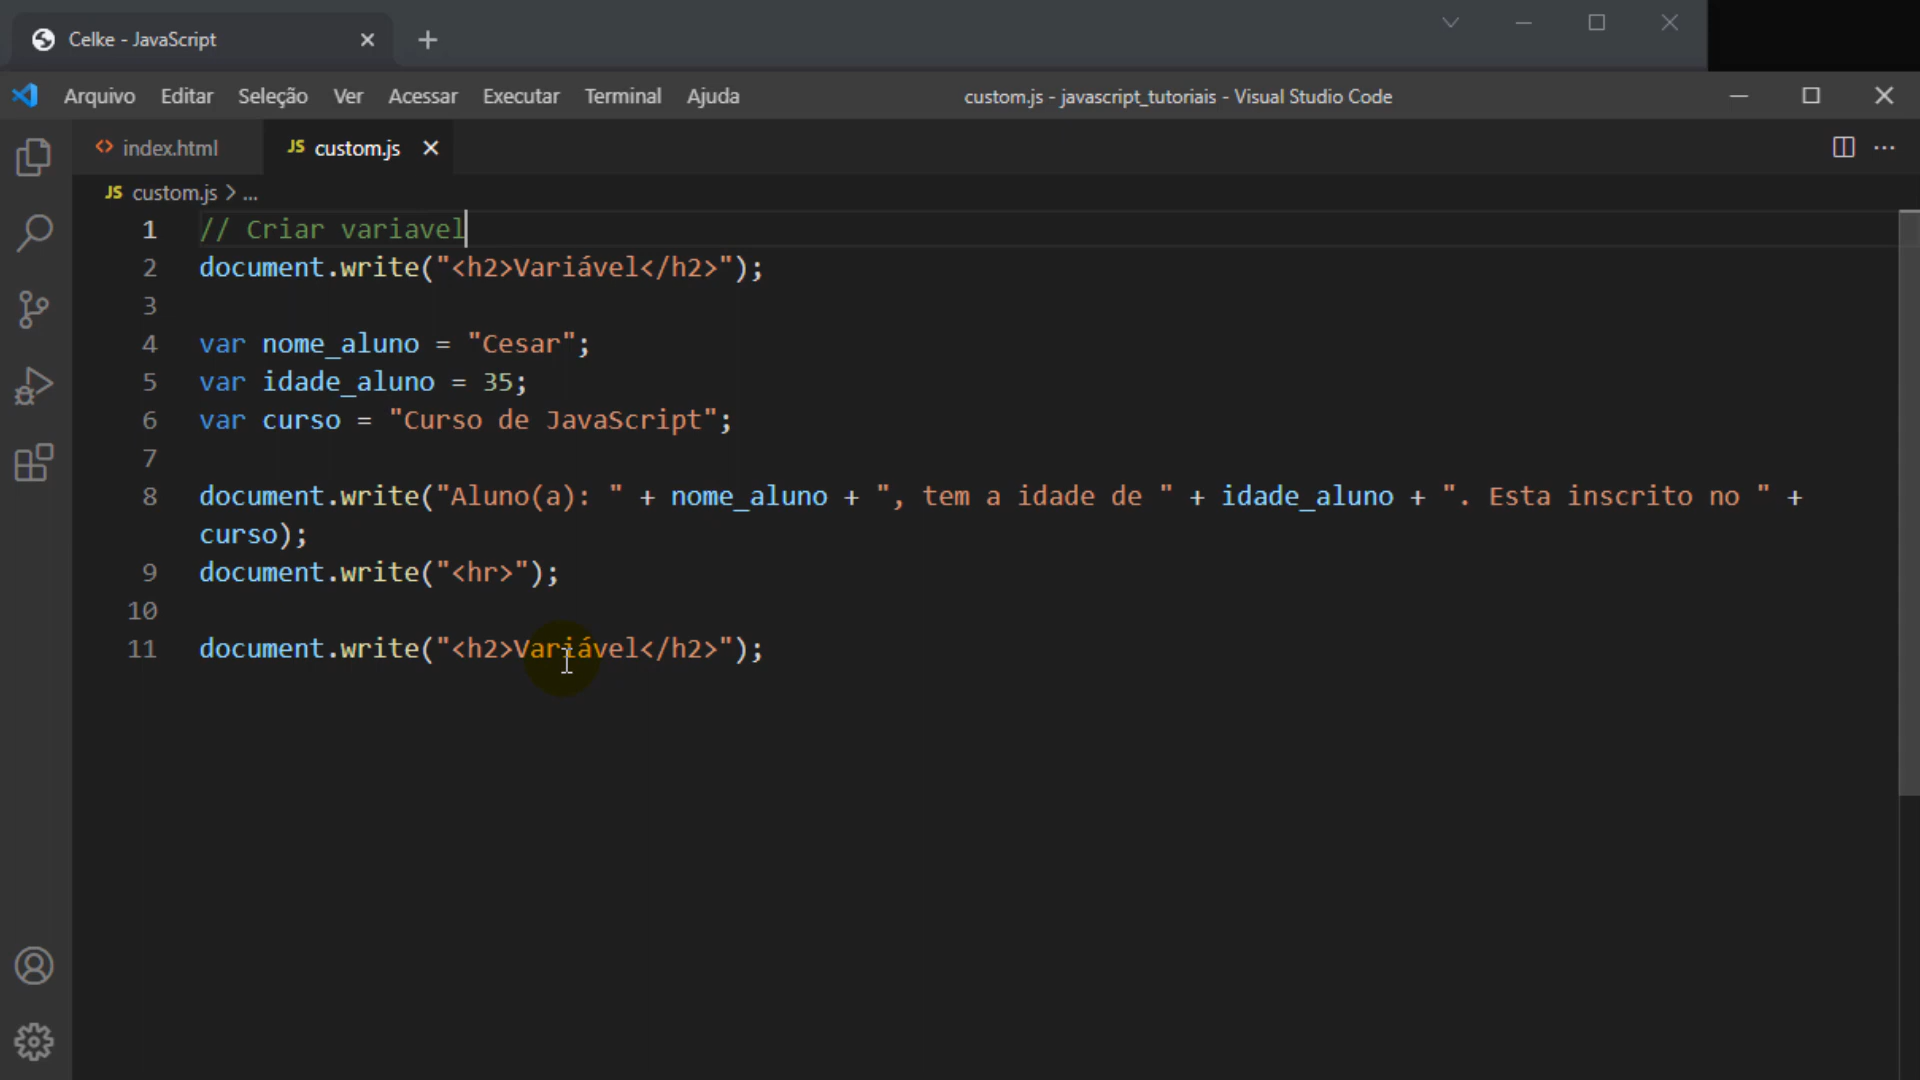 Celke - JavaScript
Arquivo Editar Seleção Ver Acessar Executar Terminal Ajuda custom.js - javascript_tutoriais - Visual Studio Code
index.html JS custom.js
JS custom.js > ...
1 // Criar variavel
2 document.write("<h2>Variável</h2>");
3
4 var nome_aluno = "Cesar";
5 var idade_aluno = 35;
6 var curso = "Curso de JavaScript";
7
8 document.write("Aluno(a): " + nome_aluno + ", tem a idade de " + idade_aluno + ". Esta inscrito no " +
curso);
9 document.write("<hr>");
10
11 document.write("<h2>Variável</h2>");